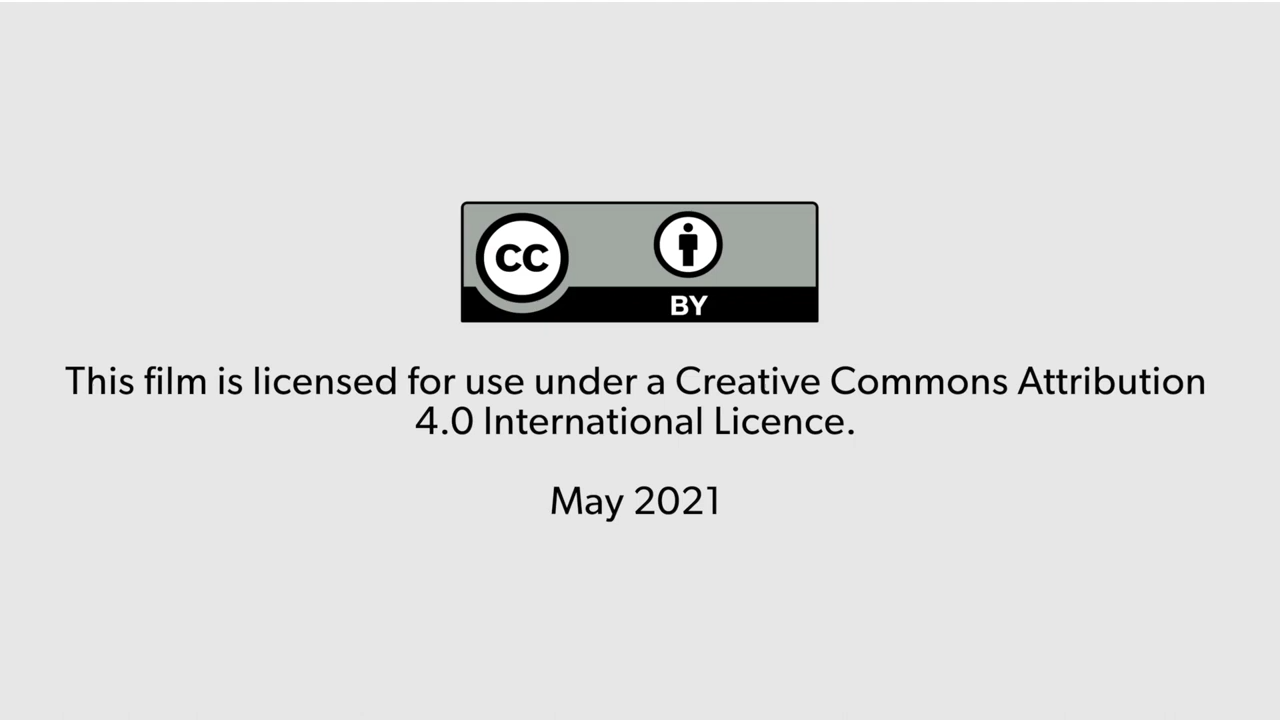 CC
BY
This film is licensed for use under a Creative Commons Attribution
4.0 International Licence.
May 2021